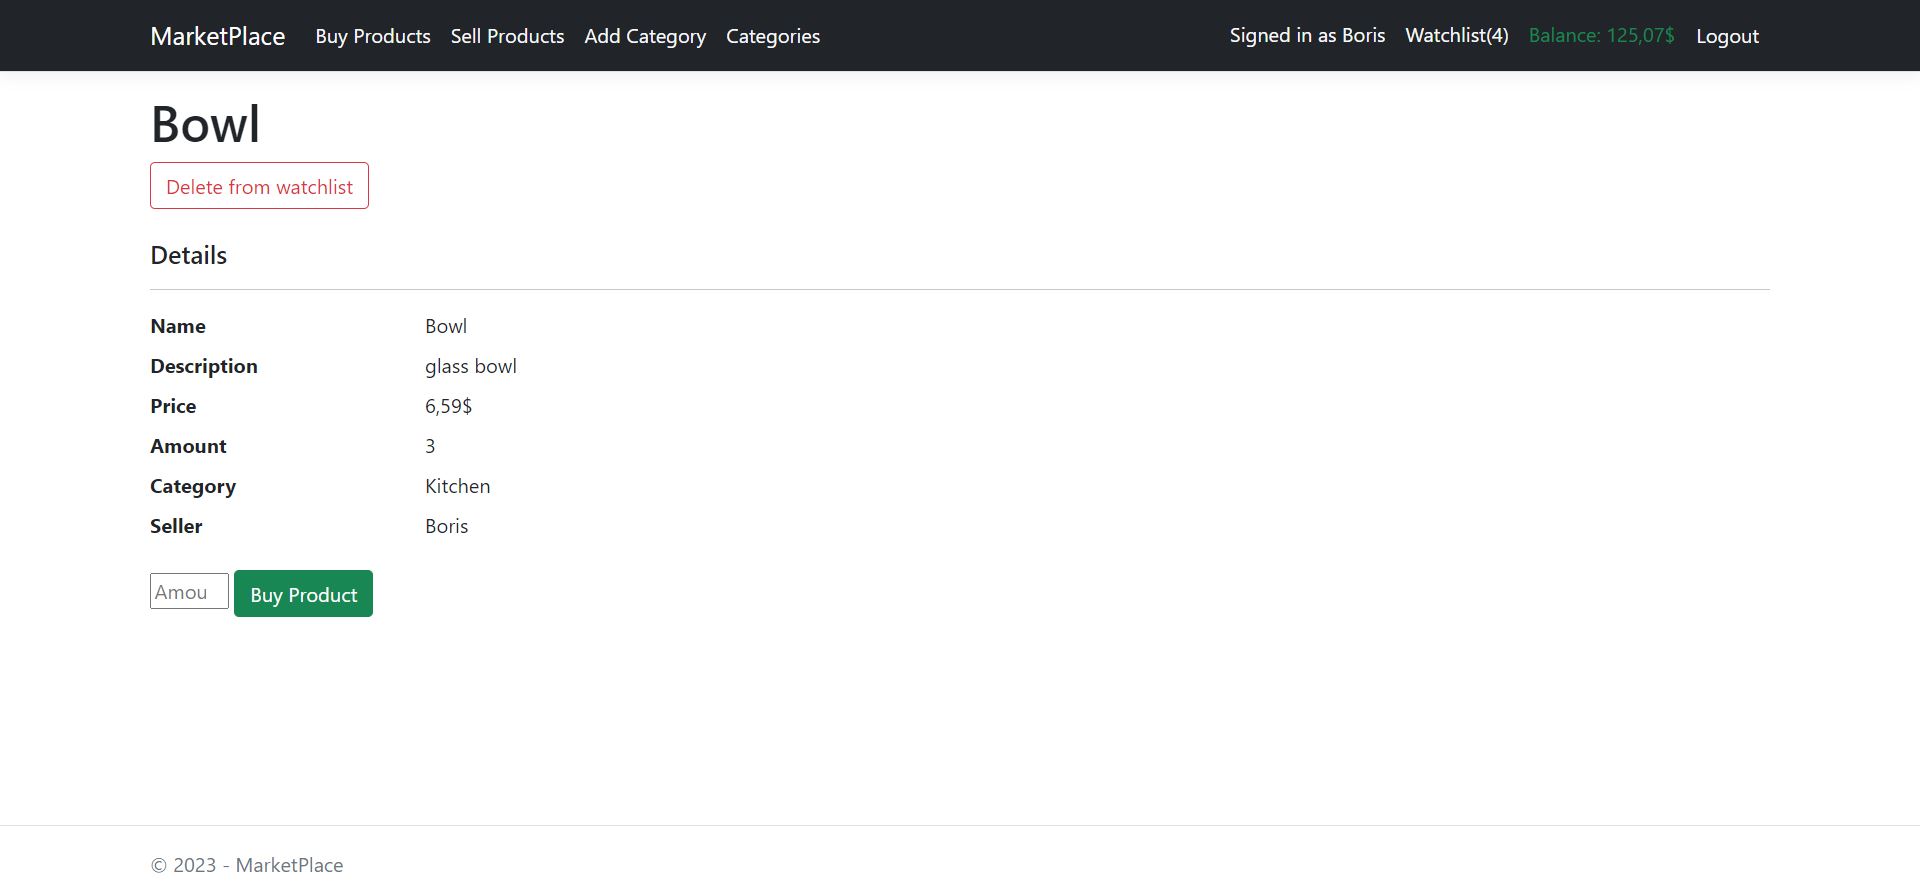 MarketPlace Buy Products Sell Products Add Category Categories Signed in as Boris Watchlist(4) Balance: 125,07$ Logout
Bowl
Delete from watchlist
Details
Name Bowl
Description glass bowl
Price 6,59$
Amount 3
Category Kitchen
Seller Boris
Amou Buy Product
© 2023 - MarketPlace